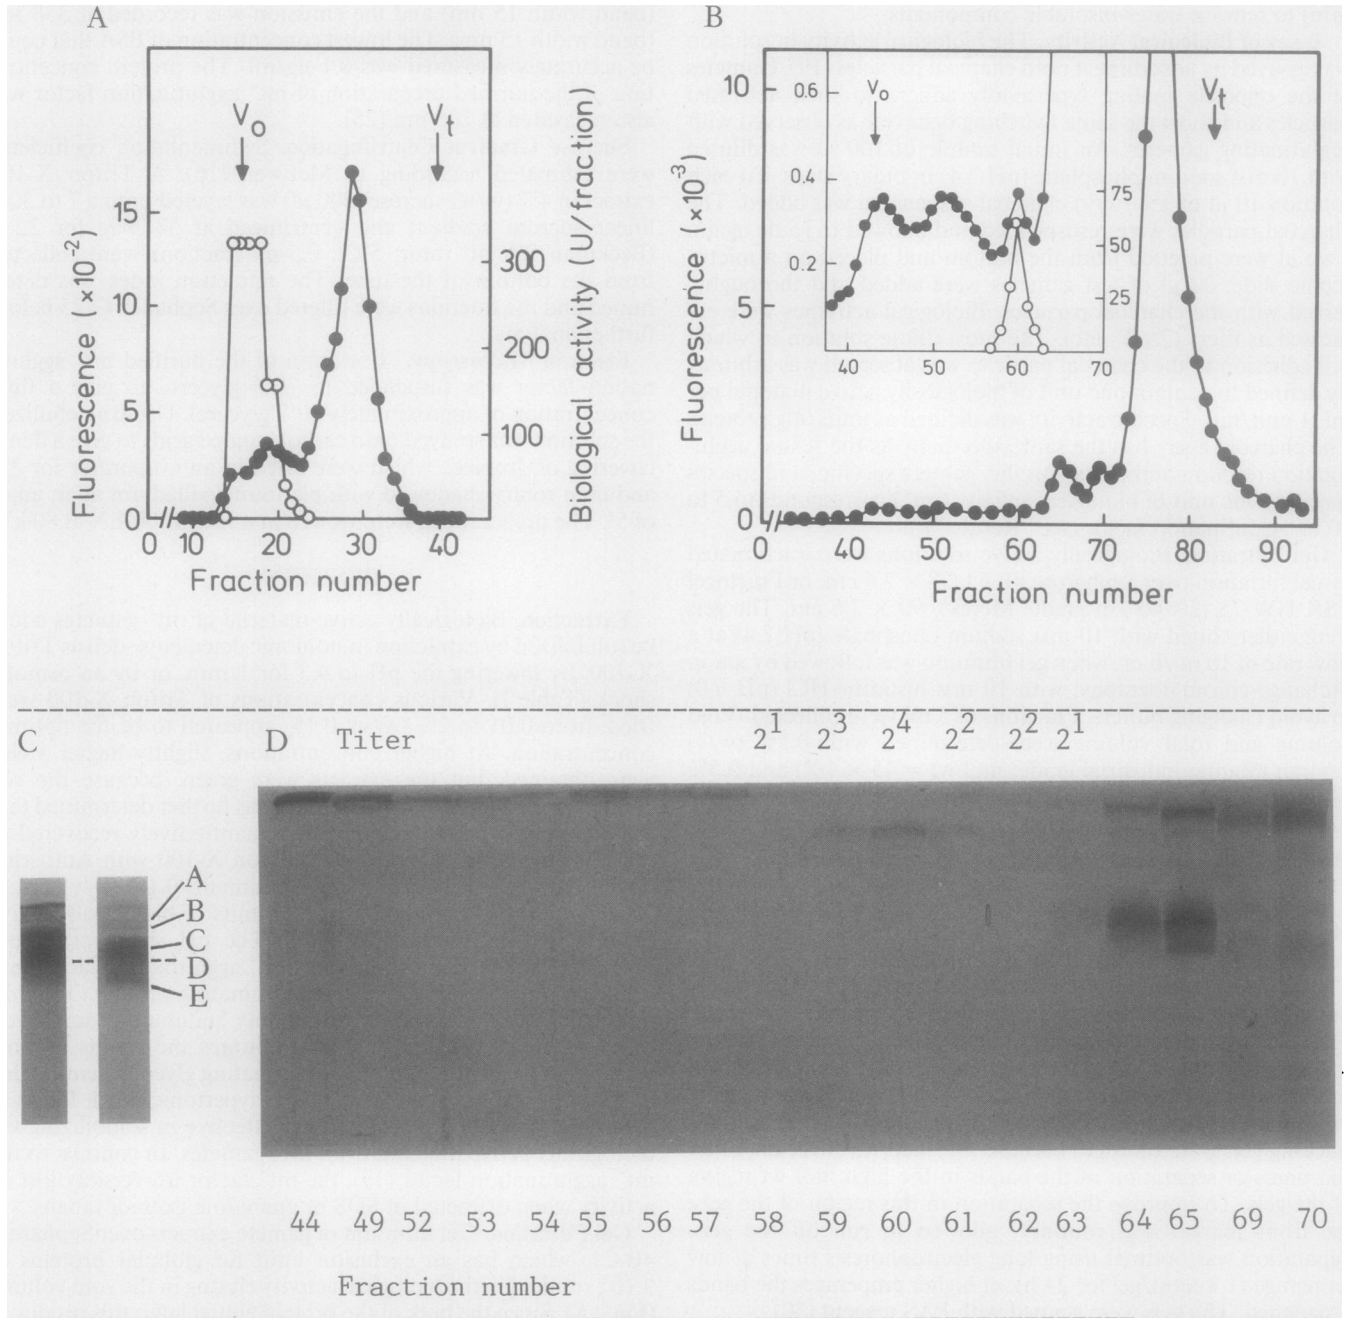 A
B
V₀
Vₜ
Fluorescence (×10⁻²)
15
10
5
0
300
200
100
Biological activity (U/fraction)
0 10 20 30 40
Fraction number
10
5
0
Fluorescence (×10⁻³)
V₀
Vₜ
0.6
0.4
0.2
75
50
25
40 50 60 70
0 40 50 60 70 80 90
Fraction number
C
D Titer
2¹ 2³ 2⁴ 2² 2² 2¹
A
B
C
D
E
44 49 52 53 54 55 56 57 58 59 60 61 62 63 64 65 69 70
Fraction number